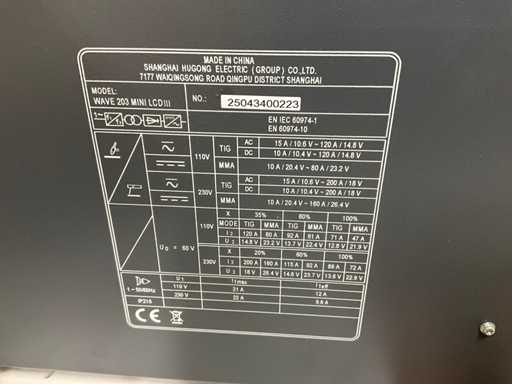 MADE IN CHINA
SHANGHAI HUGONG ELECTRIC (GROUP) CO.,LTD.
7177 WAIQINGSONG ROAD QINGPU DISTRICT SHANGHAI
MODEL: WAVE 203 MINI LCDIII NO.: 25043400223
EN IEC 60974-1
EN 60974-10
110V TIG AC 15 A / 10.6 V ~ 120 A / 14.8 V
DC 10 A / 10.4 V ~ 120 A / 14.8 V
MMA 10 A / 20.4 V ~ 80 A / 23.2 V
230V TIG AC 15 A / 10.6 V ~ 200 A / 18 V
DC 10 A / 10.4 V ~ 200 A / 18 V
MMA 10 A / 20.4 V ~ 160 A / 26.4 V
U0 = 60 V
110V X 35% 60% 100%
MODE TIG MMA TIG MMA TIG MMA
I2 120 A 80 A 92 A 61 A 71 A 47 A
U2 14.8 V 23.2 V 13.7 V 22.4 V 12.8 V 21.9 V
230V X 20% 60% 100%
I2 200 A 160 A 115 A 92 A 89 A 72 A
U2 18 V 26.4 V 14.6 V 23.7 V 13.6 V 22.9 V
1~50/60Hz U1 I1max I1eff
110 V 21 A 12 A
230 V 22 A 9.8 A
IP21S
CE